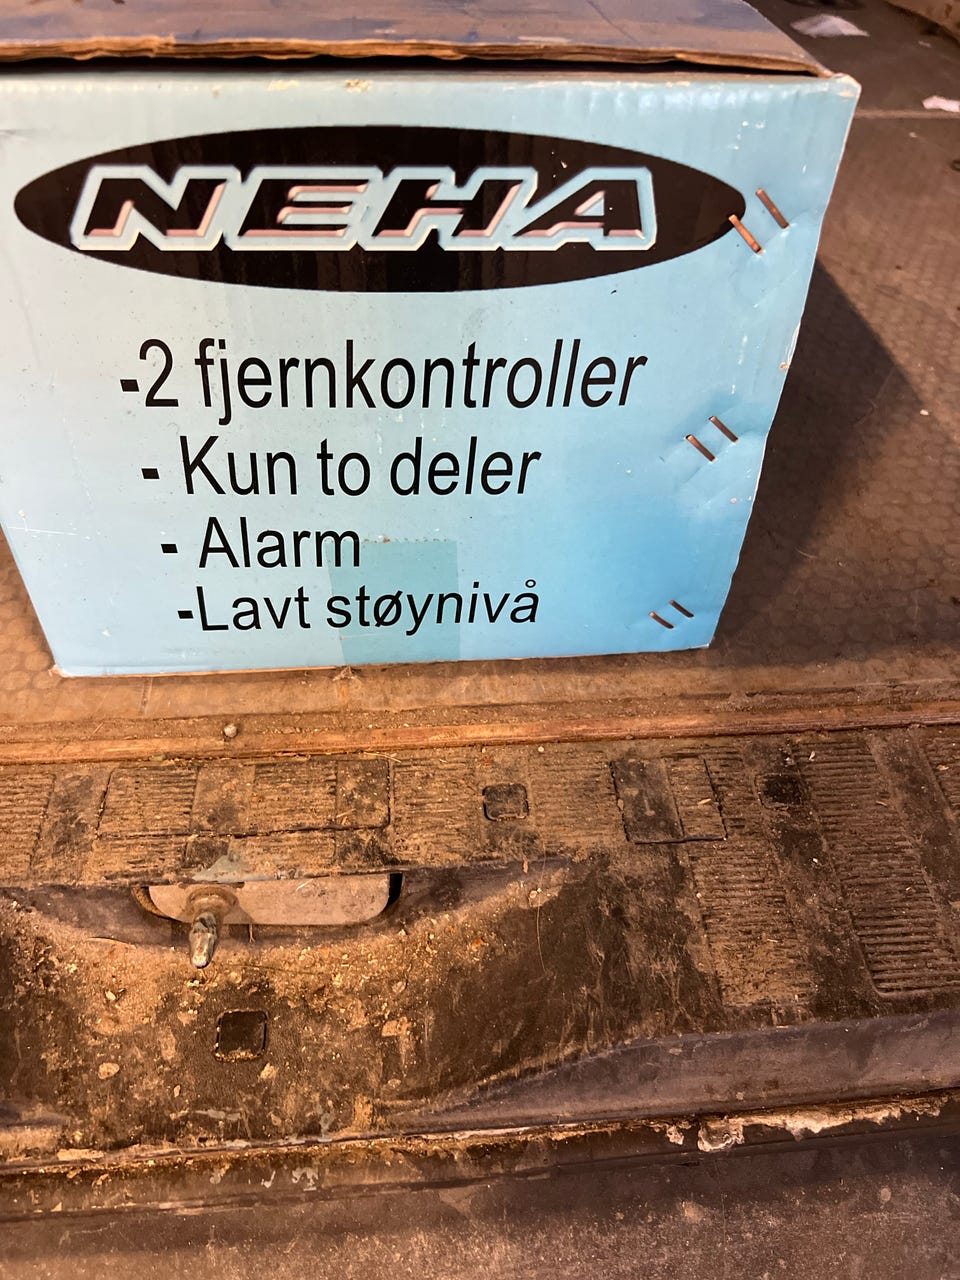 NEHA
-2 fjernkontroller
- Kun to deler
- Alarm
-Lavt støynivå